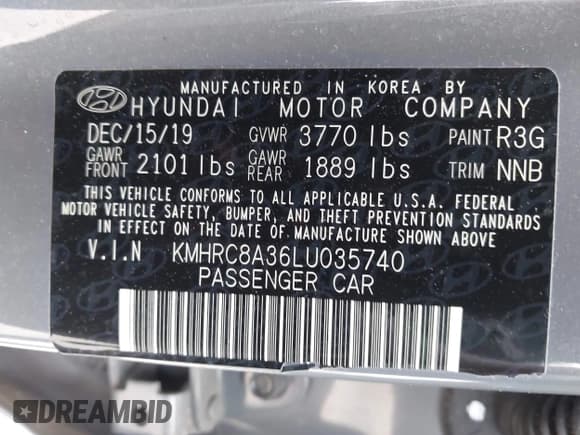 MANUFACTURED IN KOREA BY
HYUNDAI MOTOR COMPANY
DEC/15/19 GVWR 3770 lbs PAINT R3G
GAWR FRONT 2101 lbs GAWR REAR 1889 lbs TRIM NNB
THIS VEHICLE CONFORMS TO ALL APPLICABLE U.S.A. FEDERAL
MOTOR VEHICLE SAFETY, BUMPER, AND THEFT PREVENTION STANDARDS
IN EFFECT ON THE DATE OF MANUFACTURE SHOWN ABOVE.
V.I.N KMHRC8A36LU035740
PASSENGER CAR
DREAMBID